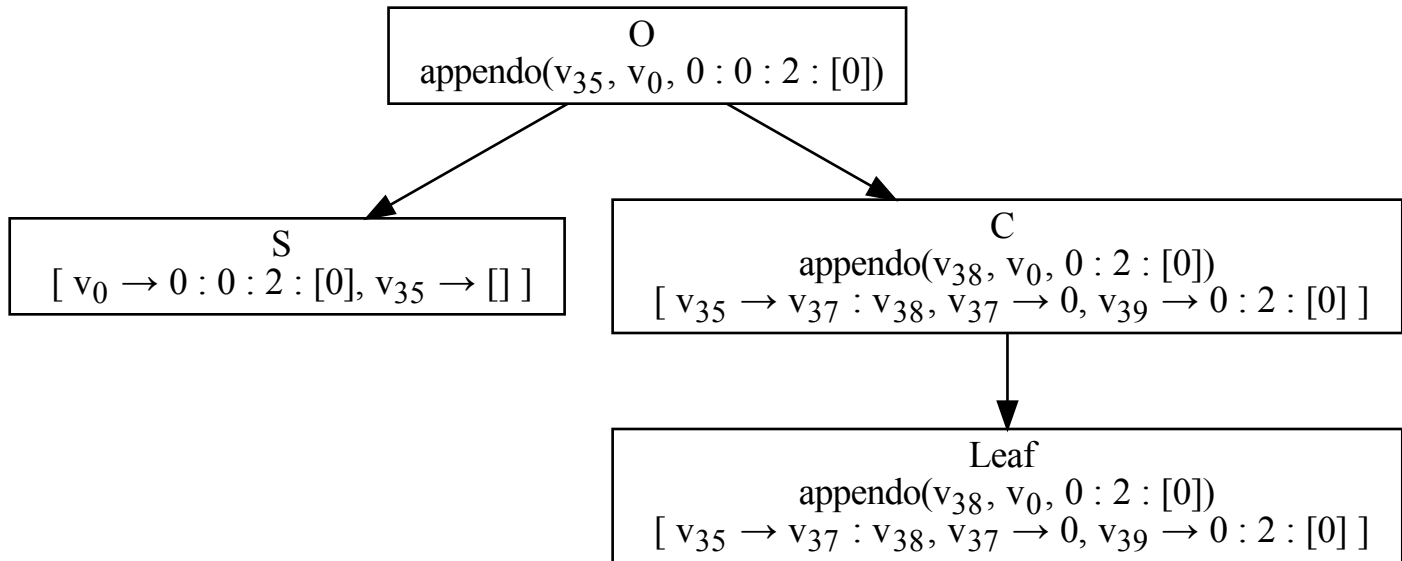 O
appendo(v35, v0, 0 : 0 : 2 : [0])
S
[ v0 → 0 : 0 : 2 : [0], v35 → [] ]
C
appendo(v38, v0, 0 : 2 : [0])
[ v35 → v37 : v38, v37 → 0, v39 → 0 : 2 : [0] ]
Leaf
appendo(v38, v0, 0 : 2 : [0])
[ v35 → v37 : v38, v37 → 0, v39 → 0 : 2 : [0] ]